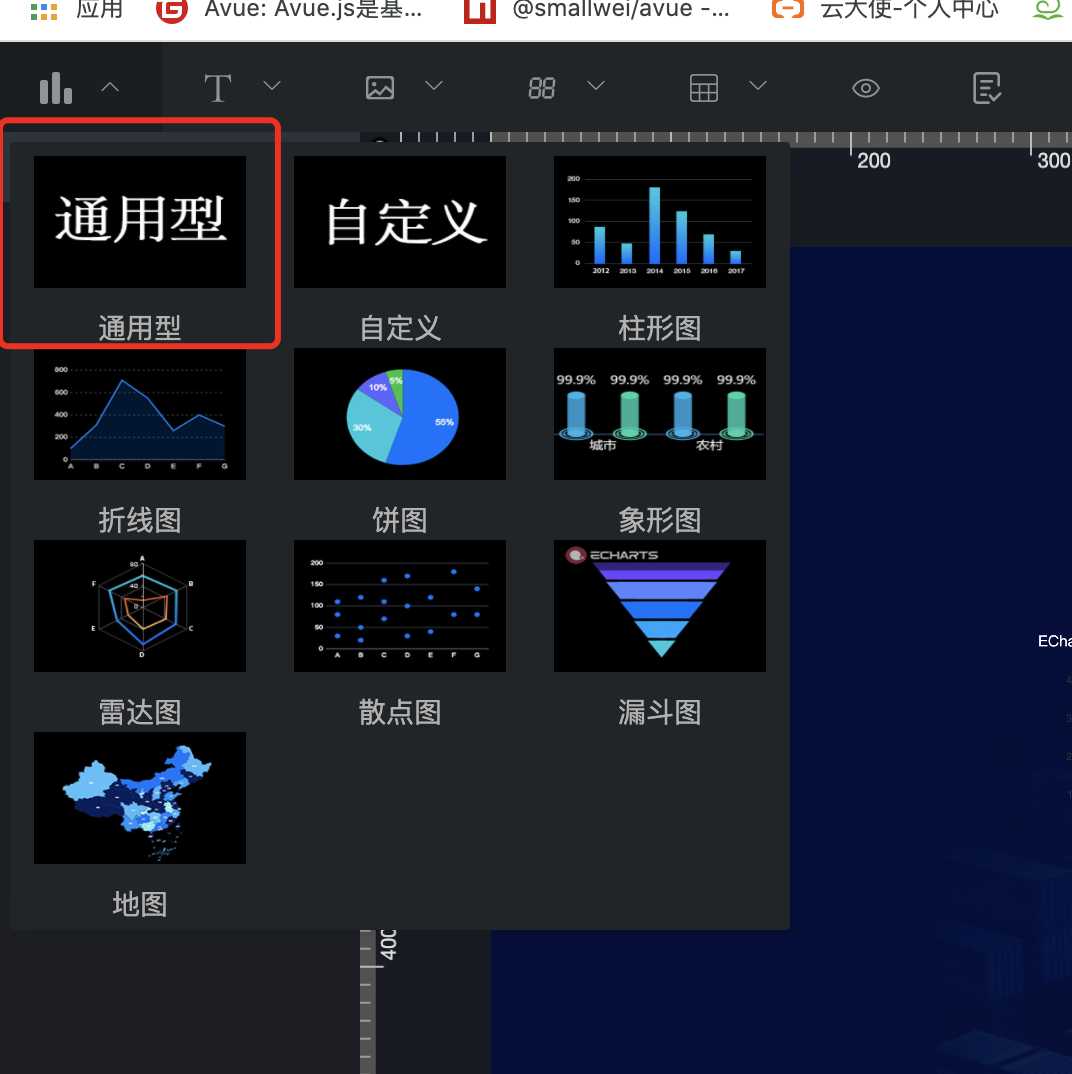 应用
Avue: Avue.js是基...
@smallwei/avue -...
云大使-个人中心
200
300
通用型
自定义
200
150
100
50
0
2012 2013 2014 2015 2016 2017
通用型
自定义
柱形图
800
600
400
200
0
A B C D E F G
5%
10%
30%
55%
99.9% 99.9% 99.9% 99.9%
城市 农村
折线图
饼图
象形图
A
60
40
0
F B
E C
D
200
150
100
50
0
A B C D E F G
ECHARTS
雷达图
散点图
漏斗图
ECha
地图
400